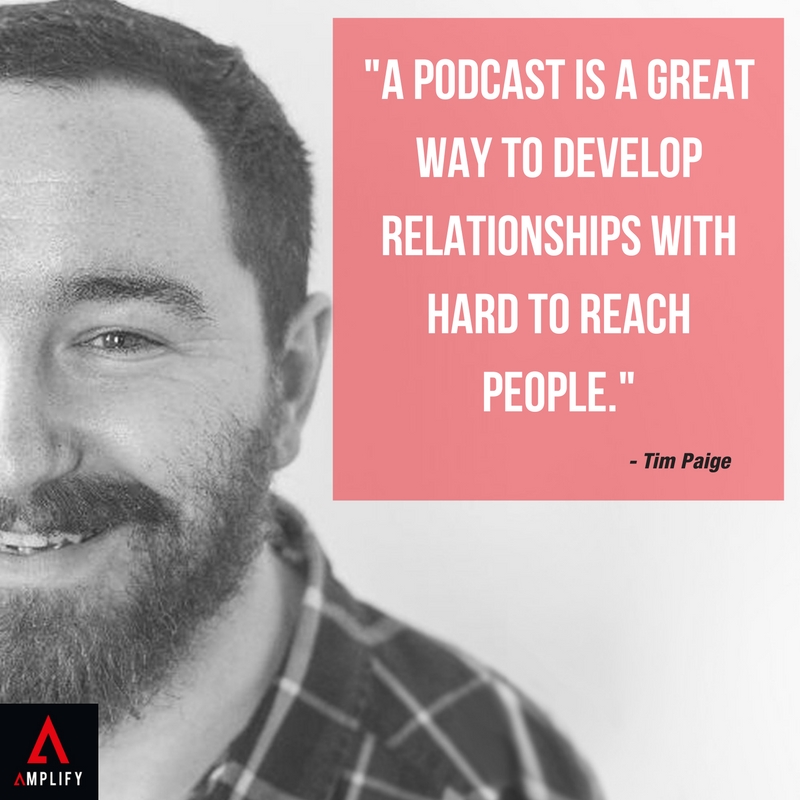 "A PODCAST IS A GREAT
WAY TO DEVELOP
RELATIONSHIPS WITH
HARD TO REACH
PEOPLE."
- Tim Paige
AMPLIFY